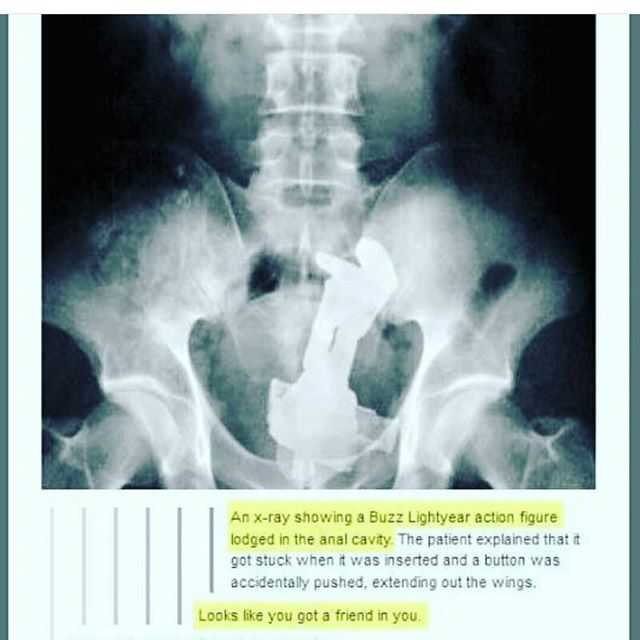 An x-ray showing a Buzz Lightyear action figure
lodged in the anal cavity. The patient explained that it
got stuck when it was inserted and a button was
accidentally pushed, extending out the wings.
Looks like you got a friend in you.